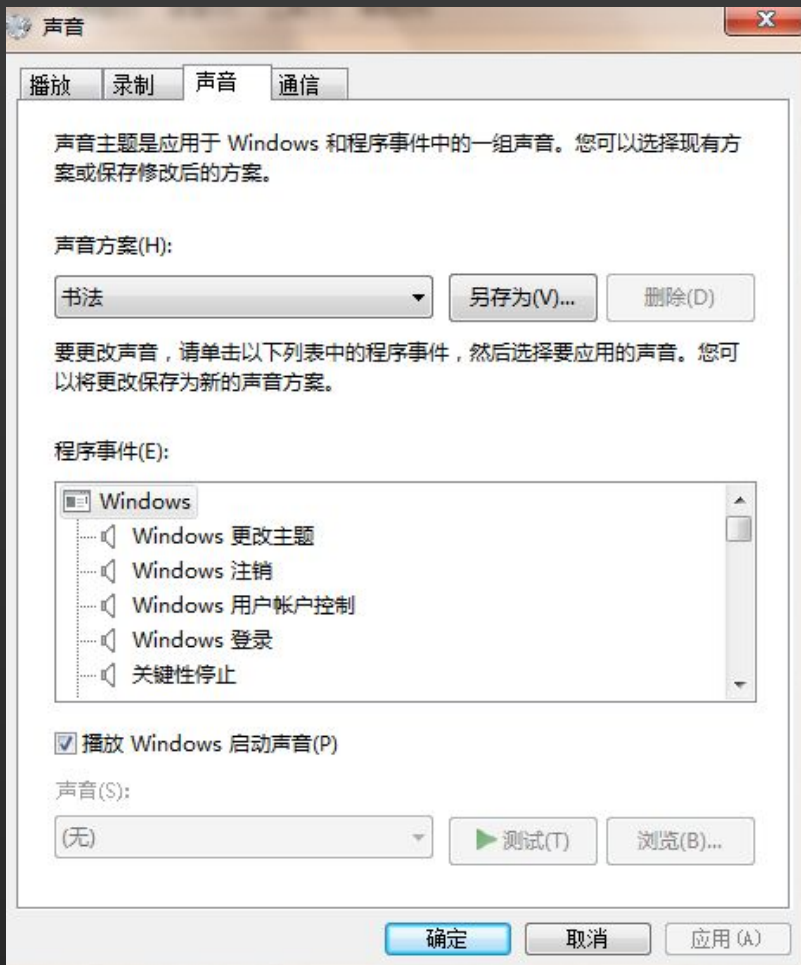 声音
播放 录制 声音 通信
声音主题是应用于 Windows 和程序事件中的一组声音。您可以选择现有方
案或保存修改后的方案。
声音方案(H):
书法 另存为(V)... 删除(D)
要更改声音，请单击以下列表中的程序事件，然后选择要应用的声音。您可
以将更改保存为新的声音方案。
程序事件(E):
Windows
Windows 更改主题
Windows 注销
Windows 用户帐户控制
Windows 登录
关键性停止
播放 Windows 启动声音(P)
声音(S):
(无) 测试(T) 浏览(B)...
确定 取消 应用(A)